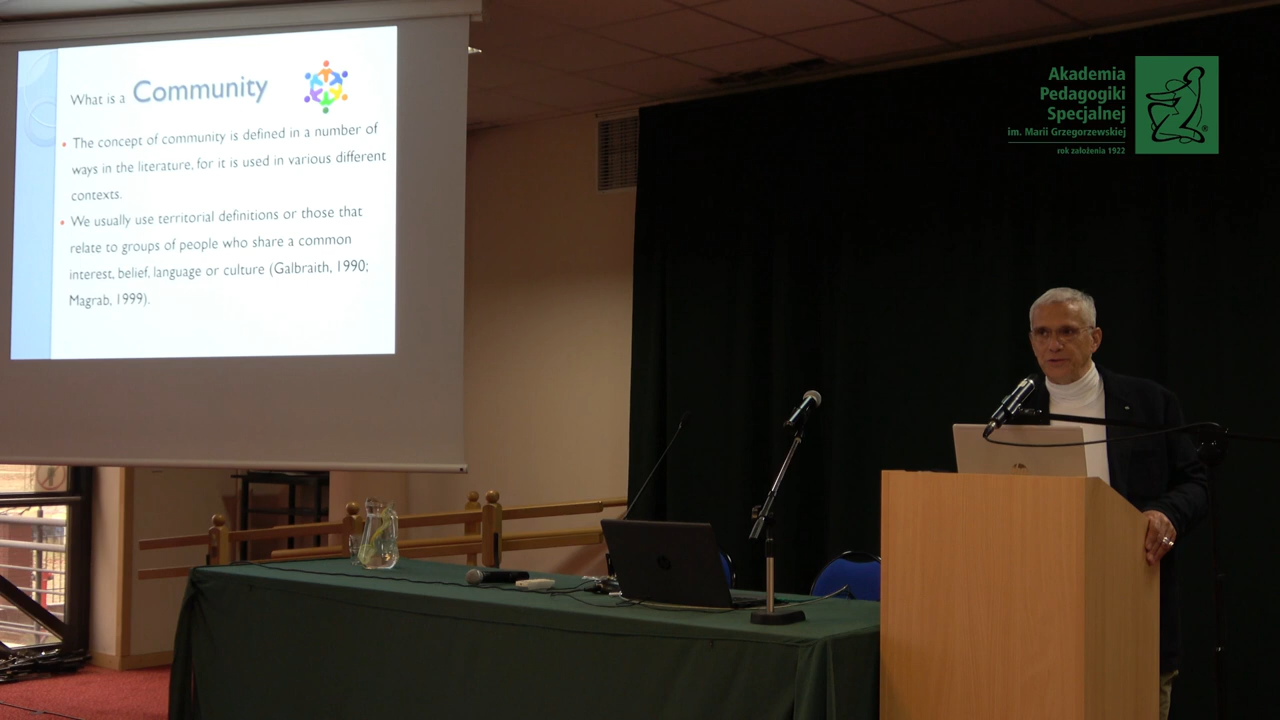 What is a Community
The concept of community is defined in a number of
ways in the literature, for it is used in various different
contexts.
We usually use territorial definitions or those that
relate to groups of people who share a common
interest, belief, language or culture (Galbraith, 1990;
Magrab, 1999).
Akademia
Pedagogiki
Specjalnej
im. Marii Grzegorzewskiej
rok założenia 1922